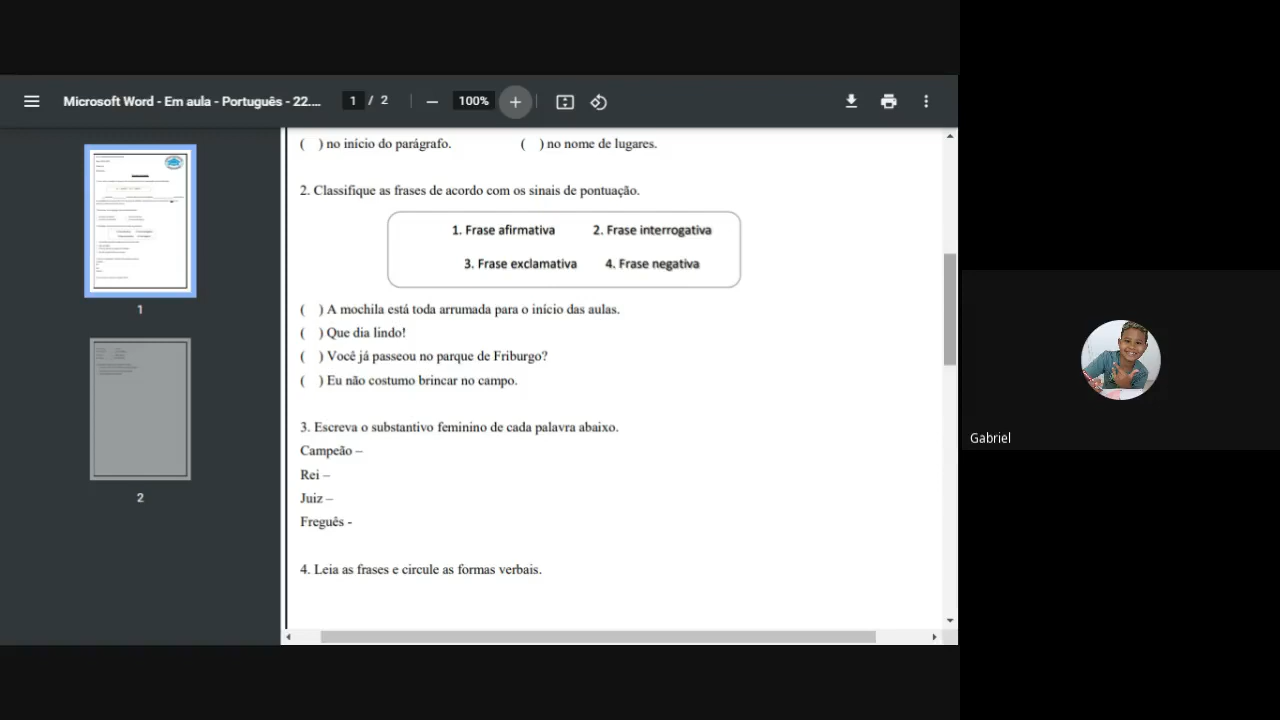 Microsoft Word - Em aula - Português - 22....
1 / 2
100%
( ) no início do parágrafo. ( ) no nome de lugares.
2. Classifique as frases de acordo com os sinais de pontuação.
1. Frase afirmativa 2. Frase interrogativa
3. Frase exclamativa 4. Frase negativa
( ) A mochila está toda arrumada para o início das aulas.
( ) Que dia lindo!
( ) Você já passeou no parque de Friburgo?
( ) Eu não costumo brincar no campo.
3. Escreva o substantivo feminino de cada palavra abaixo.
Campeão –
Rei –
Juiz –
Freguês -
4. Leia as frases e circule as formas verbais.
1
2
Gabriel